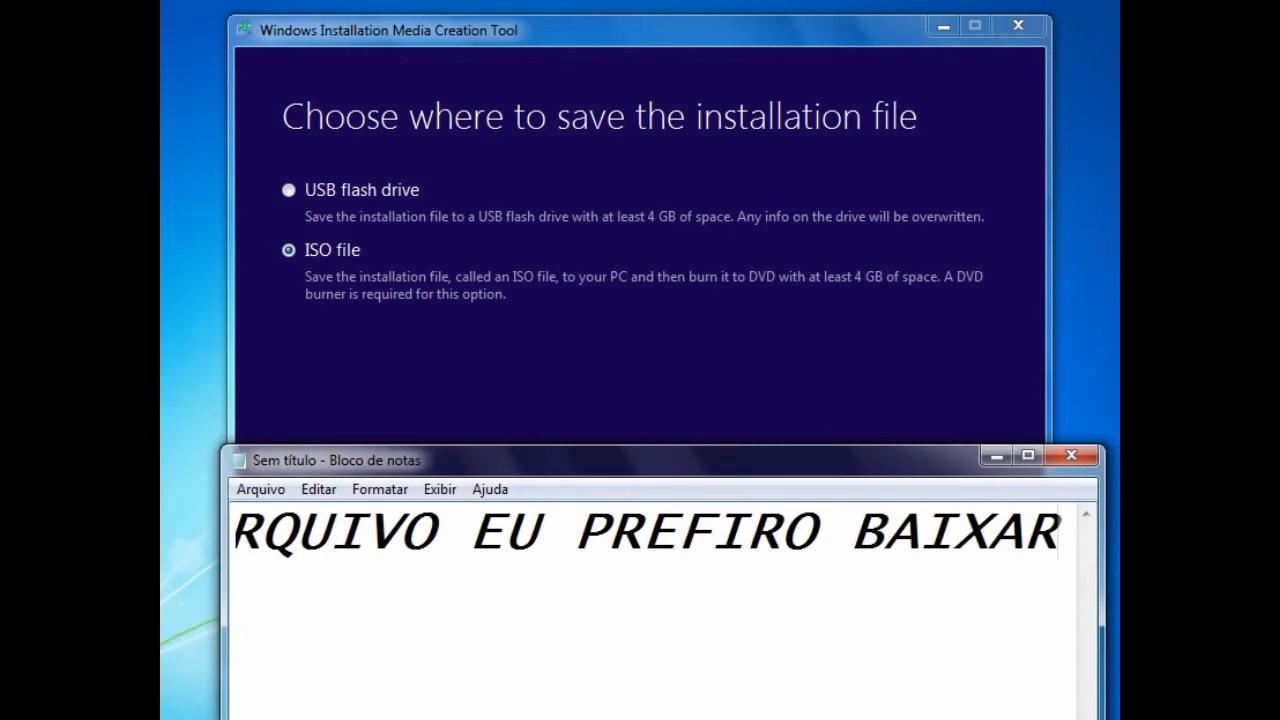 Windows Installation Media Creation Tool
Choose where to save the installation file
USB flash drive
Save the installation file to a USB flash drive with at least 4 GB of space. Any info on the drive will be overwritten.
ISO file
Save the installation file, called an ISO file, to your PC and then burn it to DVD with at least 4 GB of space. A DVD
burner is required for this option.
Sem título - Bloco de notas
Arquivo Editar Formatar Exibir Ajuda
RQUIVO EU PREFIRO BAIXAR